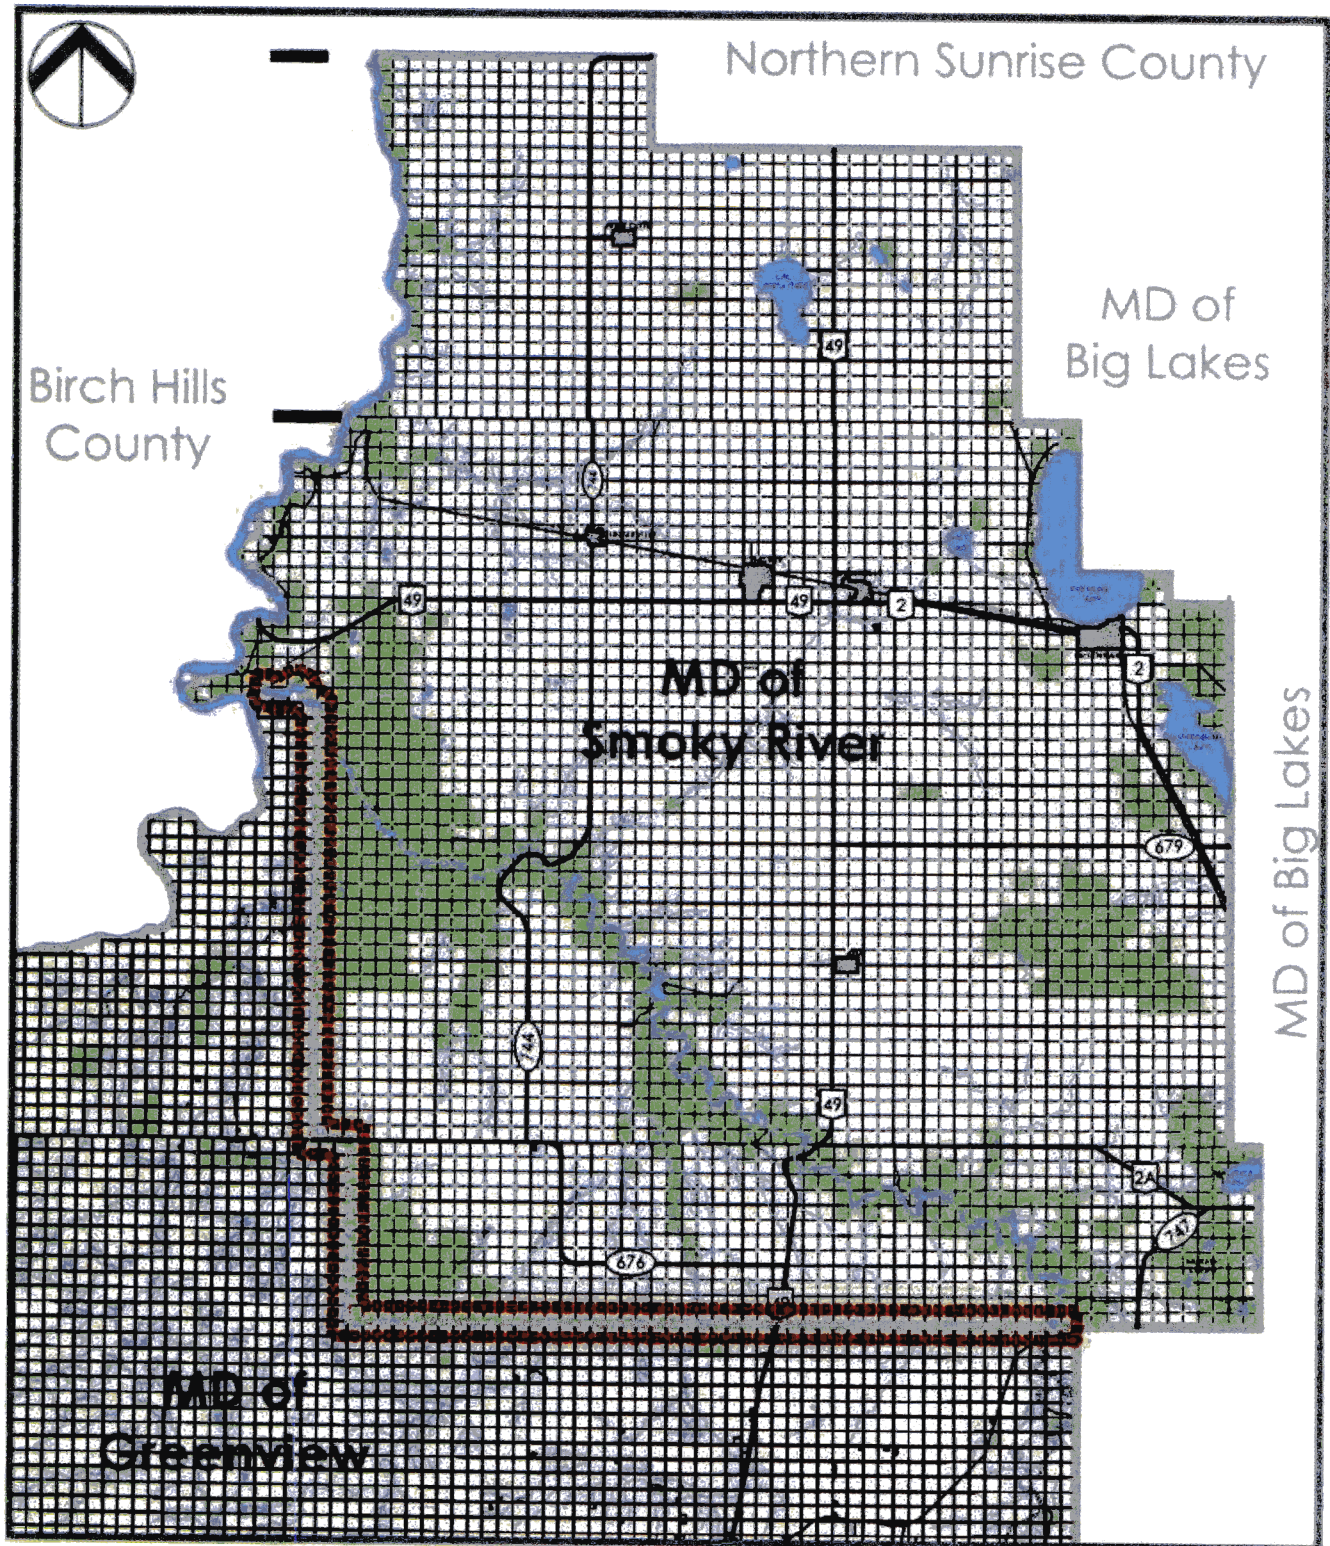 Northern Sunrise County
MD of
Big Lakes
49
Birch Hills
County
744
49
49
2
2
MD of
Smoky River
MD of Big Lakes
679
744
49
2A
747
676
49
MD of
Greenview